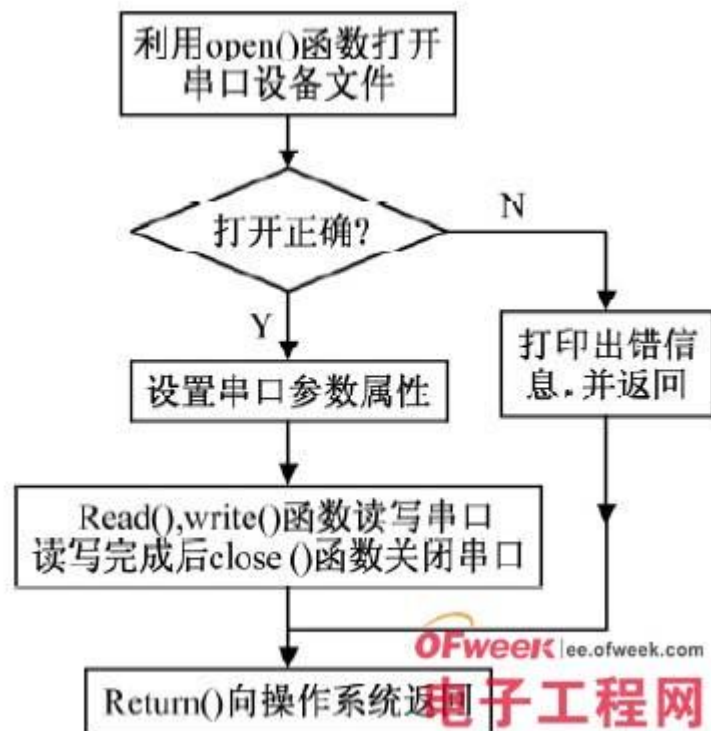 利用open()函数打开
串口设备文件
打开正确?
N
Y
打印出错信
息,并返回
设置串口参数属性
Read(),write()函数读写串口
读写完成后close ()函数关闭串口
OFweek ee.ofweek.com
Return()向操作系统返回
电子工程网